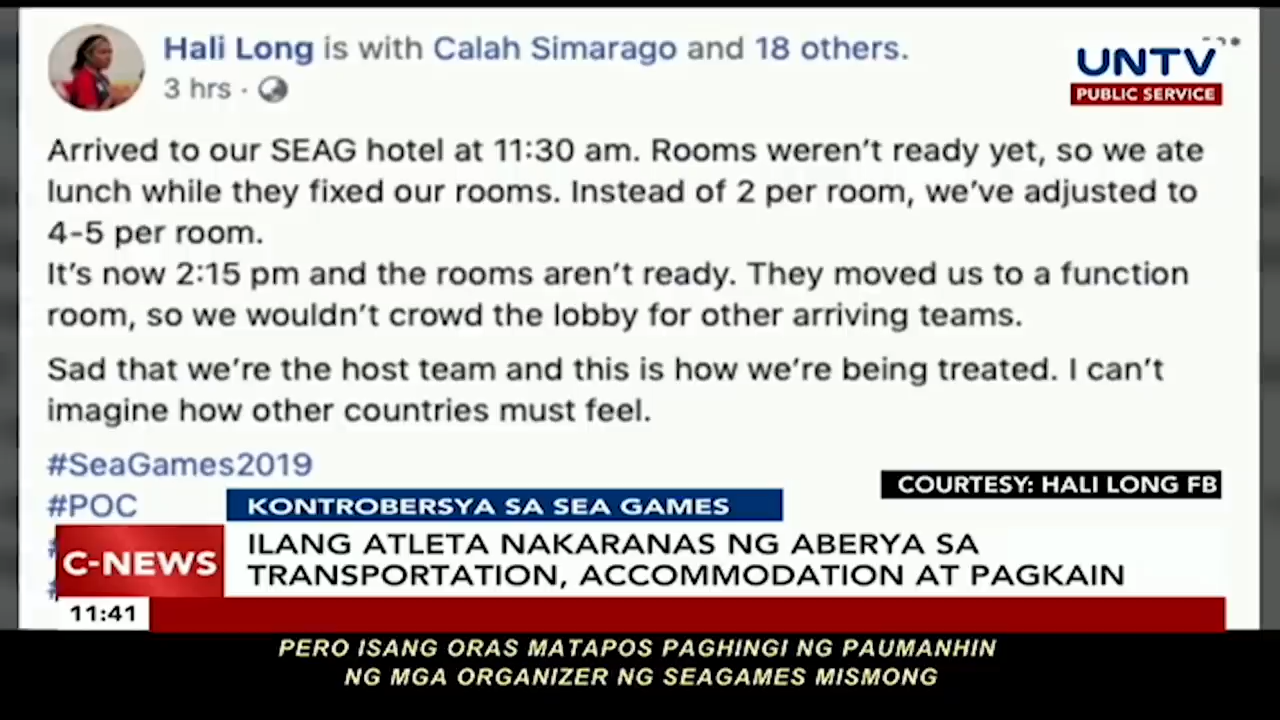 Hali Long is with Calah Simarago and 18 others.
3 hrs ·
UNTV
PUBLIC SERVICE
Arrived to our SEAG hotel at 11:30 am. Rooms weren't ready yet, so we ate
lunch while they fixed our rooms. Instead of 2 per room, we've adjusted to
4-5 per room.
It's now 2:15 pm and the rooms aren't ready. They moved us to a function
room, so we wouldn't crowd the lobby for other arriving teams.
Sad that we're the host team and this is how we're being treated. I can't
imagine how other countries must feel.
#SeaGames2019
#POC
COURTESY: HALI LONG FB
KONTROBERSYA SA SEA GAMES
C-NEWS
ILANG ATLETA NAKARANAS NG ABERYA SA
TRANSPORTATION, ACCOMMODATION AT PAGKAIN
11:41
PERO ISANG ORAS MATAPOS PAGHINGI NG PAUMANHIN
NG MGA ORGANIZER NG SEAGAMES MISMONG